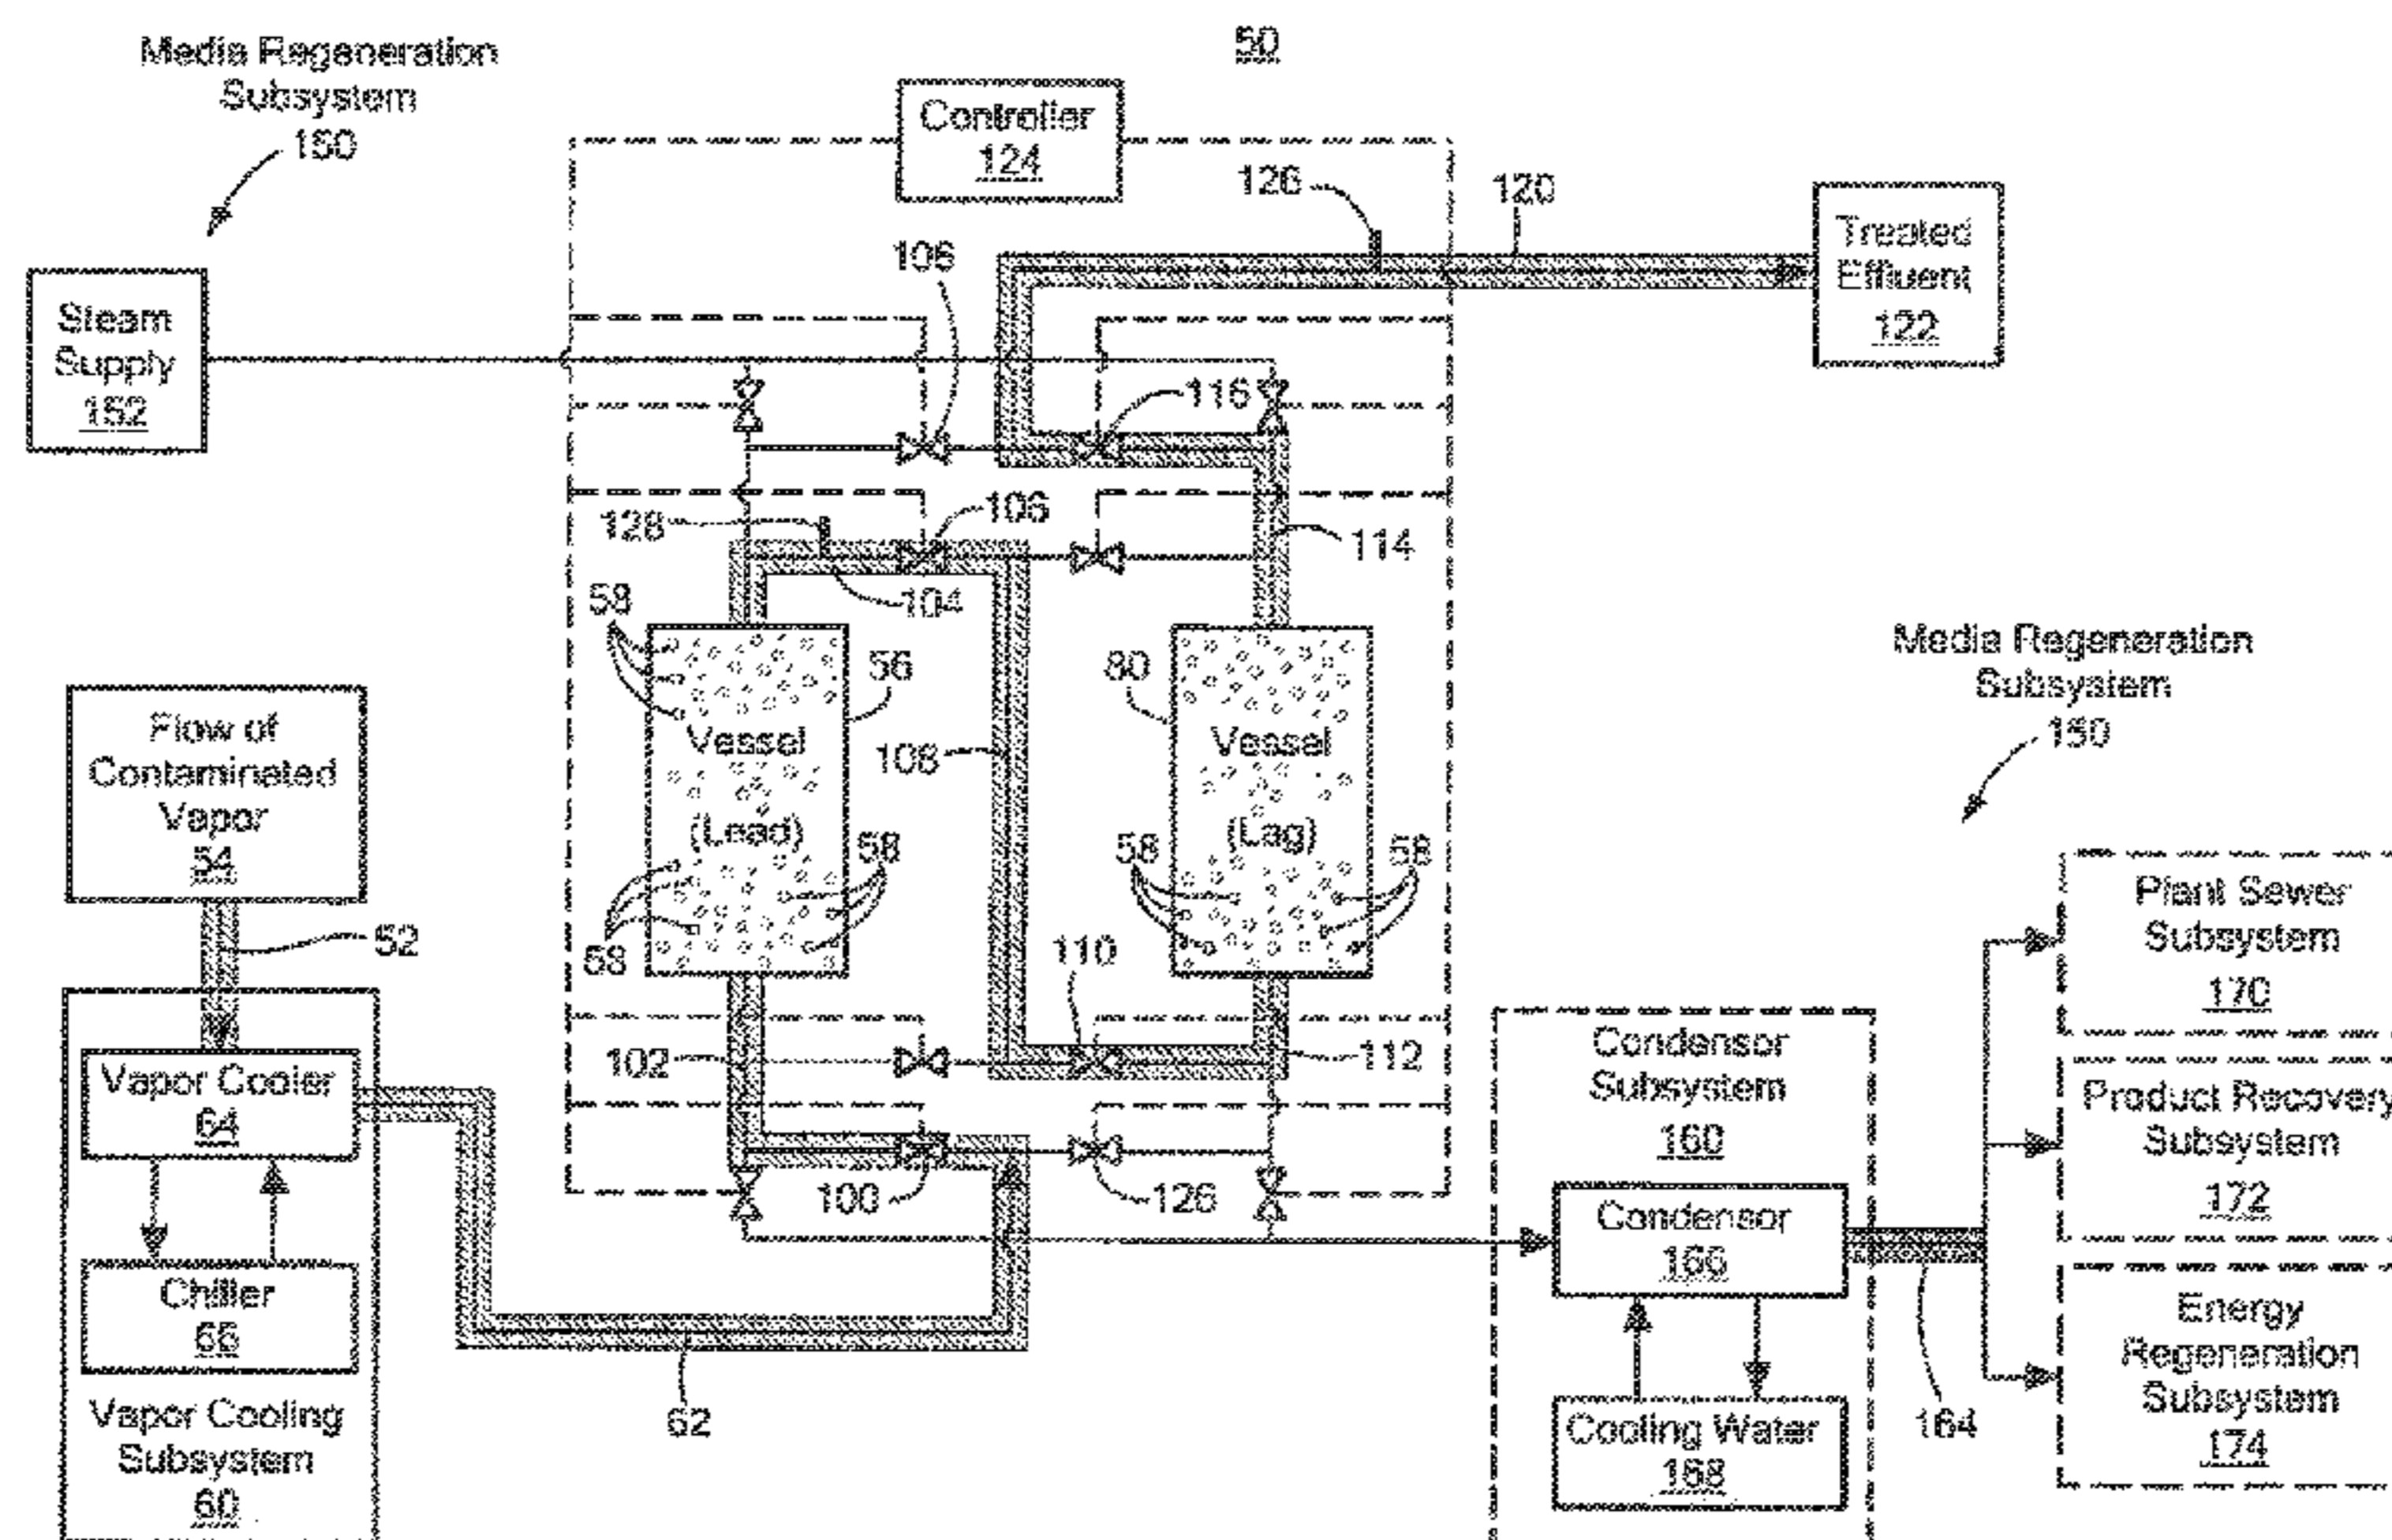 50
Media Regeneration
Subsystem
150
Controller
124
126
120
Treated
Effluent
122
Steam
Supply
152
106
116
128
106
114
104
58
56
80
Vessel
(Lead)
108
Vessel
(Lag)
58
58
58
58
Media Regeneration
Subsystem
150
Flow of
Contaminated
Vapor
54
52
110
102
112
Vapor Cooler
64
Chiller
66
Vapor Cooling
Subsystem
60
100
126
62
Condensor
Subsystem
160
Condensor
166
Cooling Water
168
164
Plant Sewer
Subsystem
170
Product Recovery
Subsystem
172
Energy
Regeneration
Subsystem
174